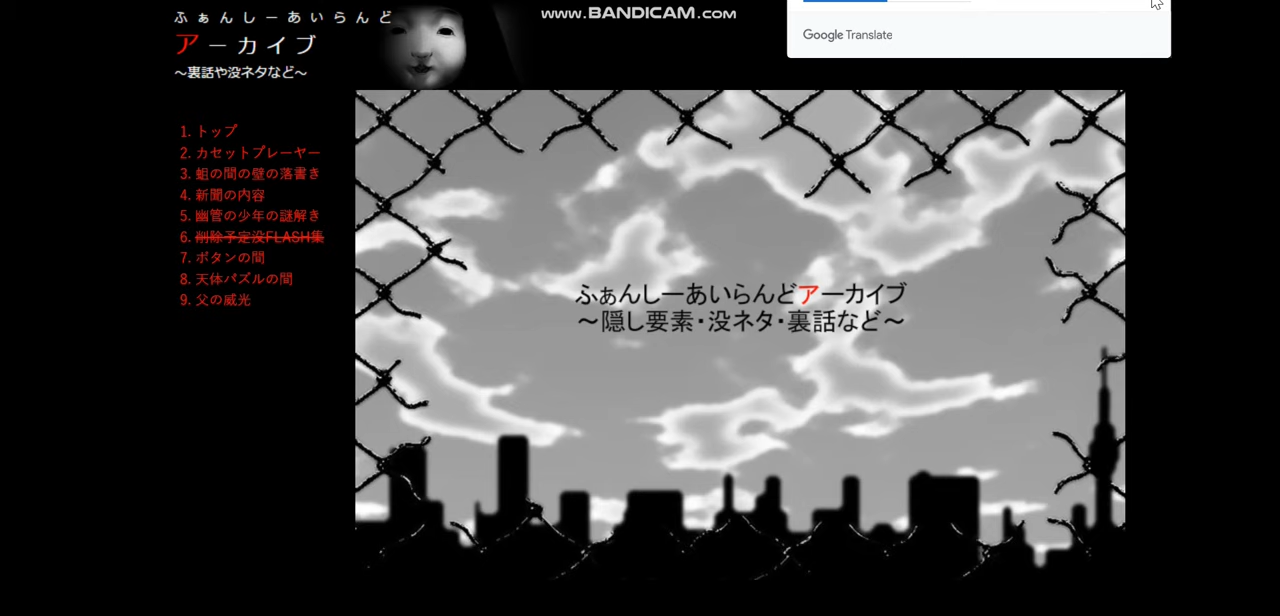 ふぁんしーあいらんど
アーカイブ
～裏話や没ネタなど～
www.BANDICAM.com
Google Translate
1. トップ
2. カセットプレーヤー
3. 蛆の間の壁の落書き
4. 新聞の内容
5. 幽管の少年の謎解き
6. 削除予定没FLASH集
7. ボタンの間
8. 天体パズルの間
9. 父の威光
ふぁんしーあいらんどアーカイブ
～隠し要素・没ネタ・裏話など～